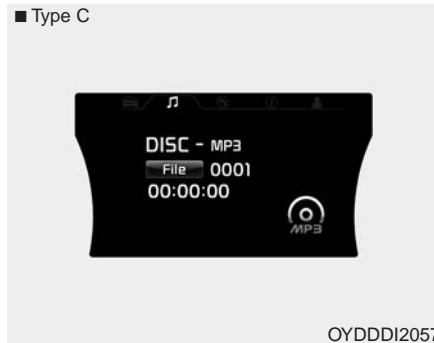 ■ Type C
DISC - MP3
File 0001
00:00:00
MP3
OYDDDI2057